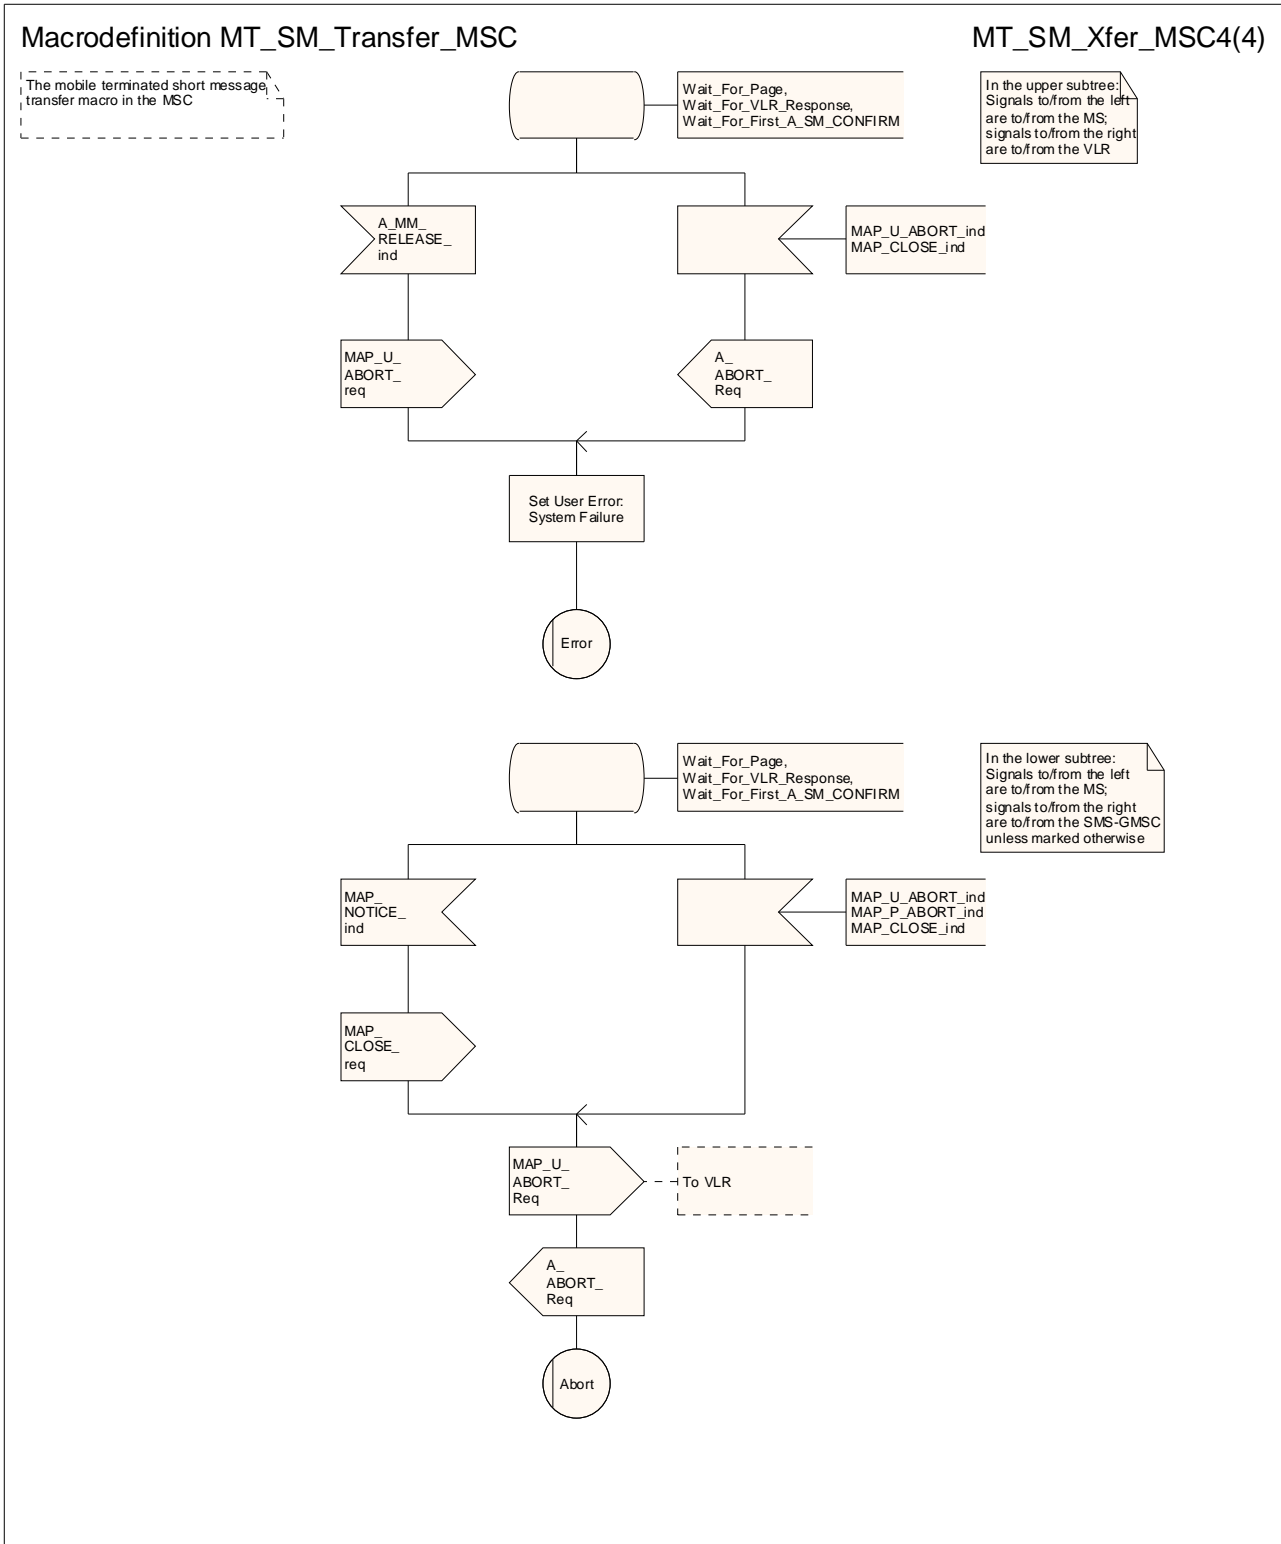 Macrodefinition MT_SM_Transfer_MSC
MT_SM_Xfer_MSC4(4)
The mobile terminated short message
transfer macro in the MSC
Wait_For_Page,
Wait_For_VLR_Response,
Wait_For_First_A_SM_CONFIRM
In the upper subtree:
Signals to/from the left
are to/from the MS;
signals to/from the right
are to/from the VLR
A_MM_
RELEASE_
ind
MAP_U_ABORT_ind
MAP_CLOSE_ind
MAP_U_
ABORT_
req
A_
ABORT_
Req
Set User Error:
System Failure
Error
Wait_For_Page,
Wait_For_VLR_Response,
Wait_For_First_A_SM_CONFIRM
In the lower subtree:
Signals to/from the left
are to/from the MS;
signals to/from the right
are to/from the SMS-GMSC
unless marked otherwise
MAP_
NOTICE_
ind
MAP_U_ABORT_ind
MAP_P_ABORT_ind
MAP_CLOSE_ind
MAP_
CLOSE_
req
MAP_U_
ABORT_
Req
To VLR
A_
ABORT_
Req
Abort